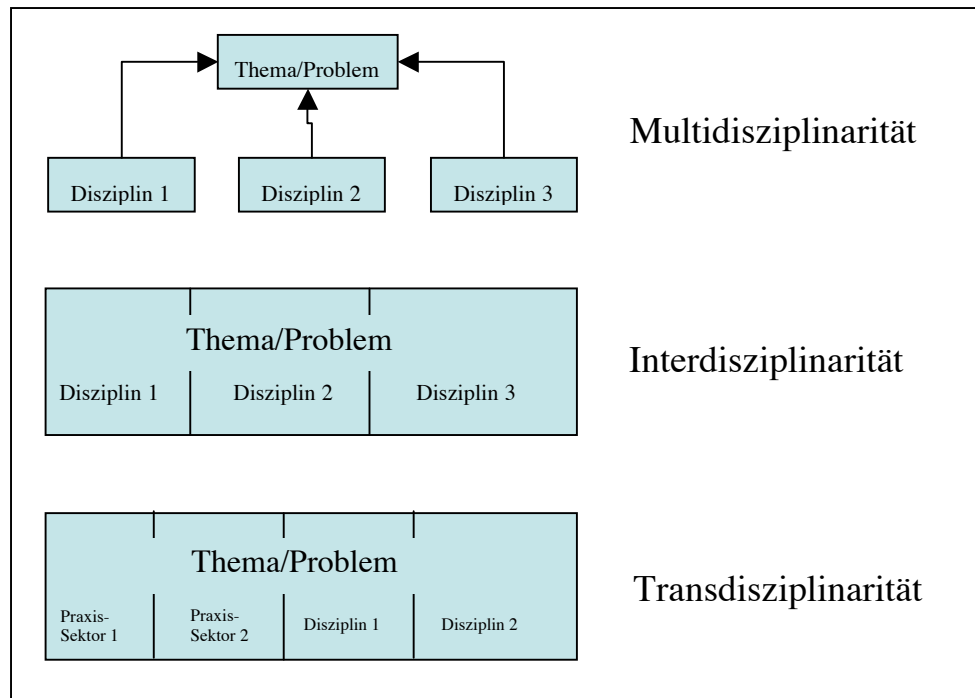 Thema/Problem
Multidisziplinarität
Disziplin 1
Disziplin 2
Disziplin 3
Thema/Problem
Interdisziplinarität
Disziplin 1
Disziplin 2
Disziplin 3
Thema/Problem
Transdisziplinarität
Praxis-
Sektor 1
Praxis-
Sektor 2
Disziplin 1
Disziplin 2